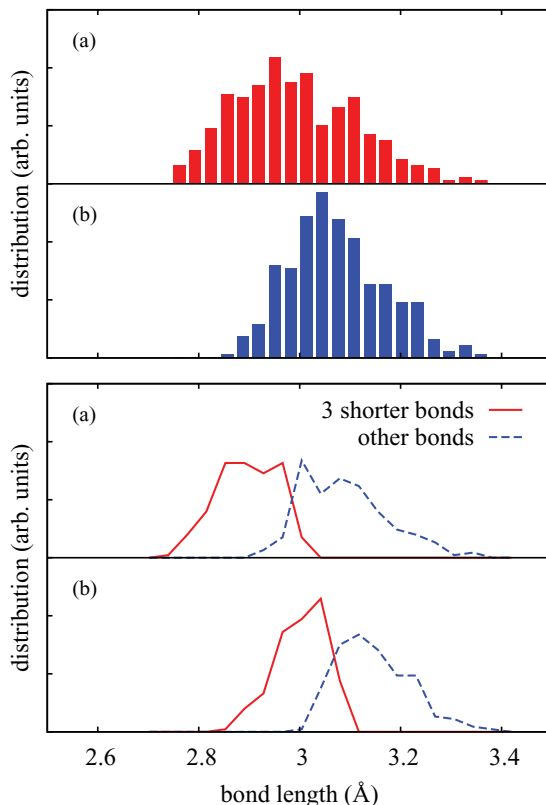 (a)
distribution (arb. units)
(b)
(a)
3 shorter bonds
other bonds
distribution (arb. units)
(b)
2.6 2.8 3 3.2 3.4
bond length (Å)